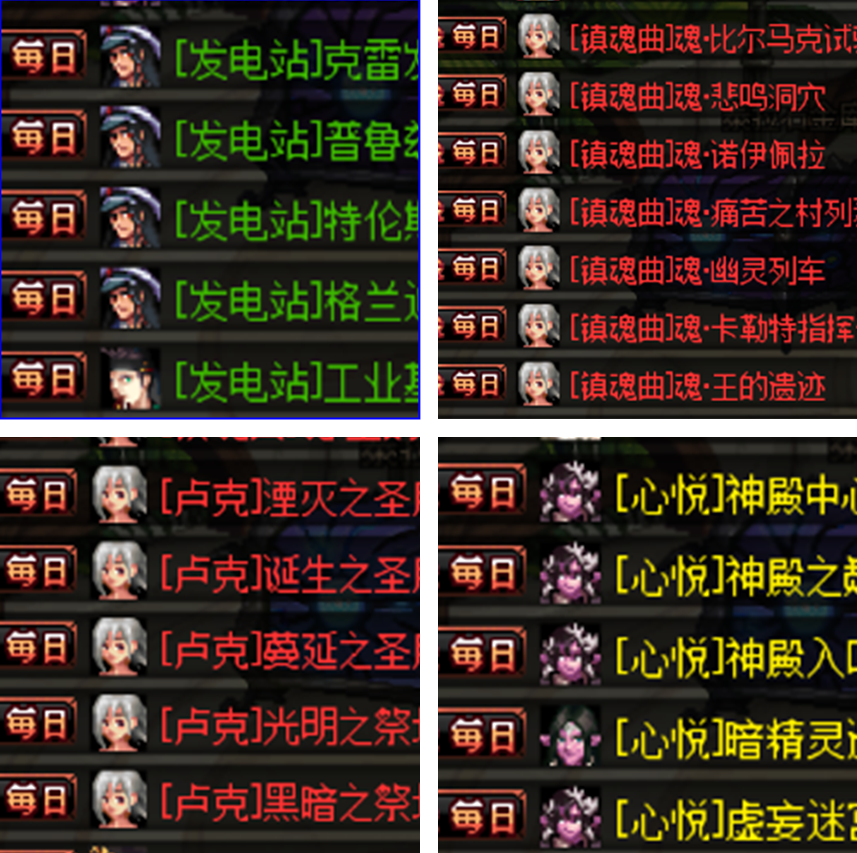 每日 [发电站]克雷
每日 [发电站]普鲁兹
每日 [发电站]特伦斯
每日 [发电站]格兰迪
每日 [发电站]工业基
每日 [镇魂曲]魂·比尔马克试验
每日 [镇魂曲]魂·悲鸣洞穴
每日 [镇魂曲]魂·诺伊佩拉
每日 [镇魂曲]魂·痛苦之村列
每日 [镇魂曲]魂·幽灵列车
每日 [镇魂曲]魂·卡勒特指挥
每日 [镇魂曲]魂·王的遗迹
每日 [卢克]湮灭之圣
每日 [卢克]诞生之圣
每日 [卢克]蔓延之圣
每日 [卢克]光明之祭
每日 [卢克]黑暗之祭
每日 [心悦]神殿中心
每日 [心悦]神殿之
每日 [心悦]神殿入口
每日 [心悦]暗精灵
每日 [心悦]虚妄迷宫